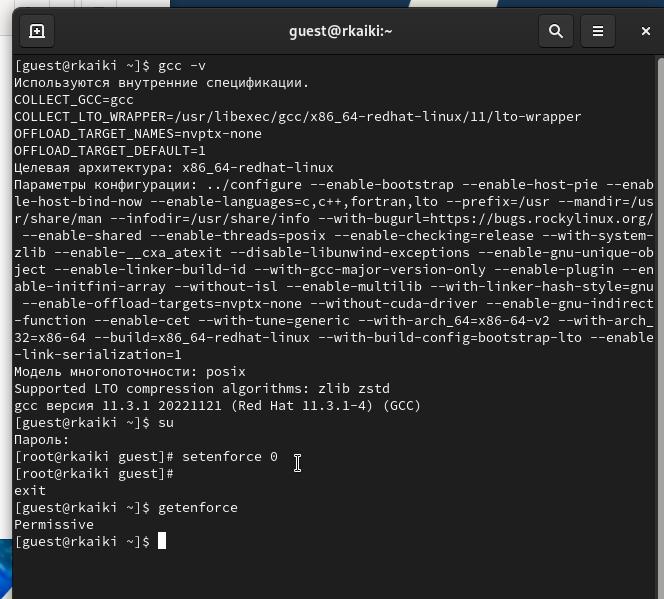 guest@rkaiki:~
[guest@rkaiki ~]$ gcc -v
Используются внутренние спецификации.
COLLECT_GCC=gcc
COLLECT_LTO_WRAPPER=/usr/libexec/gcc/x86_64-redhat-linux/11/lto-wrapper
OFFLOAD_TARGET_NAMES=nvptx-none
OFFLOAD_TARGET_DEFAULT=1
Целевая архитектура: x86_64-redhat-linux
Параметры конфигурации: ../configure --enable-bootstrap --enable-host-pie --enab
le-host-bind-now --enable-languages=c,c++,fortran,lto --prefix=/usr --mandir=/us
r/share/man --infodir=/usr/share/info --with-bugurl=https://bugs.rockylinux.org/
 --enable-shared --enable-threads=posix --enable-checking=release --with-system-
zlib --enable-__cxa_atexit --disable-libunwind-exceptions --enable-gnu-unique-ob
ject --enable-linker-build-id --with-gcc-major-version-only --enable-plugin --en
able-initfini-array --without-isl --enable-multilib --with-linker-hash-style=gnu
 --enable-offload-targets=nvptx-none --without-cuda-driver --enable-gnu-indirect
-function --enable-cet --with-tune=generic --with-arch_64=x86-64-v2 --with-arch_
32=x86-64 --build=x86_64-redhat-linux --with-build-config=bootstrap-lto --enable
-link-serialization=1
Модель многопоточности: posix
Supported LTO compression algorithms: zlib zstd
gcc версия 11.3.1 20221121 (Red Hat 11.3.1-4) (GCC)
[guest@rkaiki ~]$ su
Пароль:
[root@rkaiki guest]# setenforce 0
[root@rkaiki guest]#
exit
[guest@rkaiki ~]$ getenforce
Permissive
[guest@rkaiki ~]$